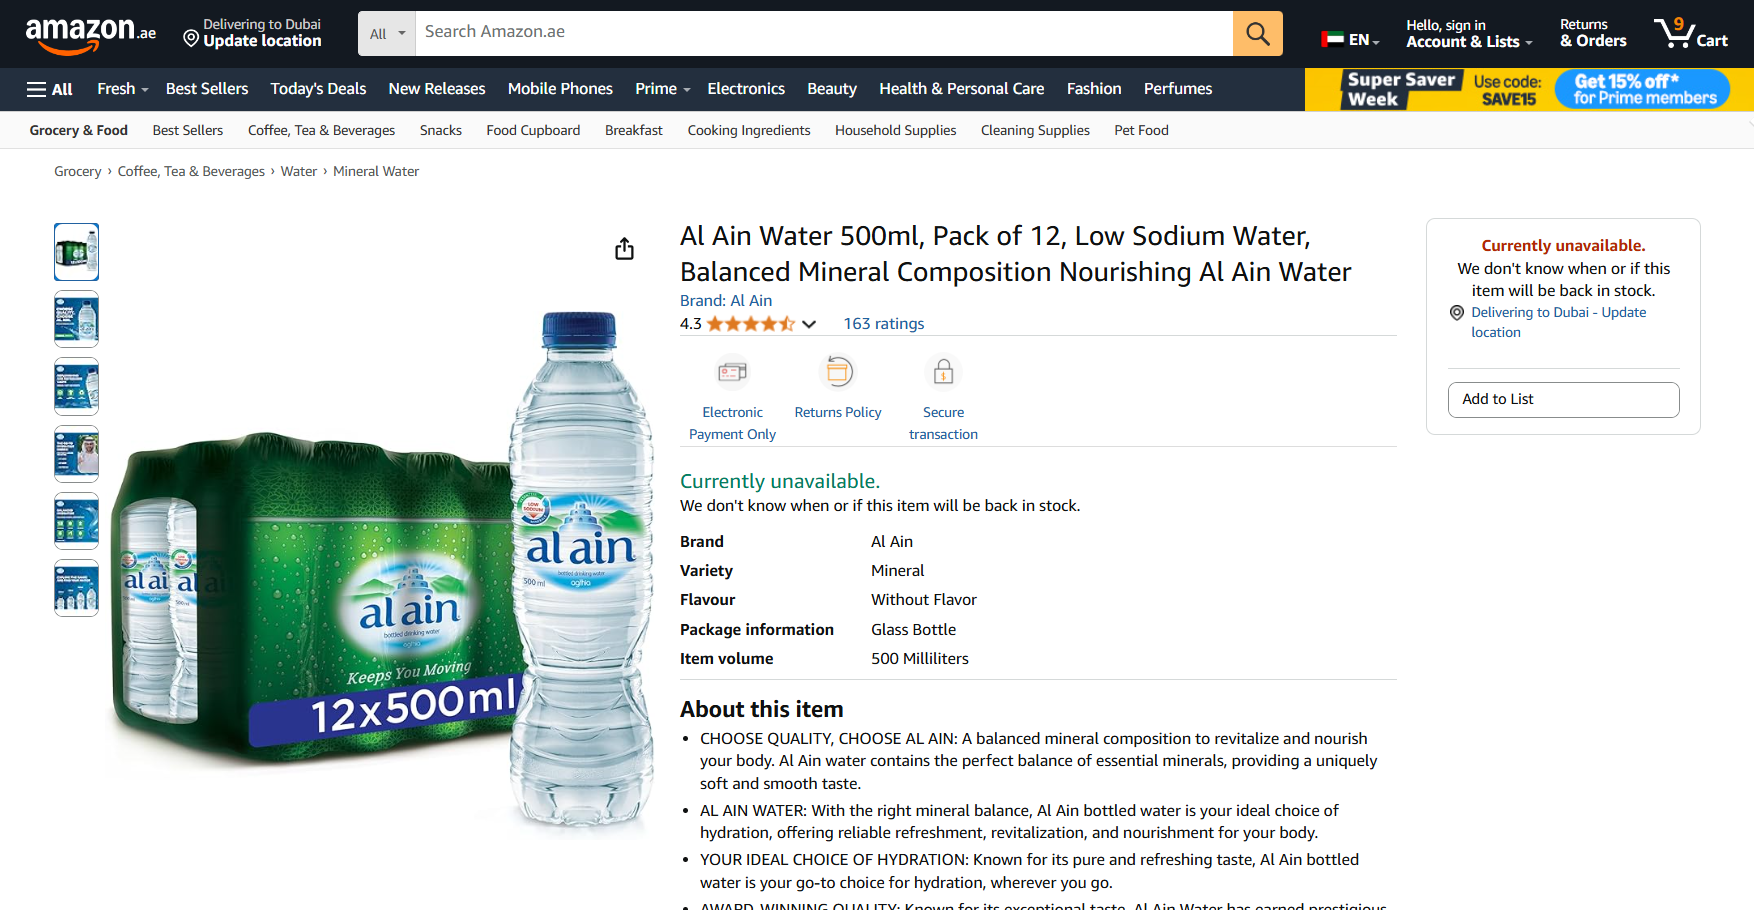 amazon.ae
Delivering to Dubai
Update location
All
Search Amazon.ae
EN
Hello, sign in
Account & Lists
Returns
& Orders
9
Cart
All
Fresh
Best Sellers
Today's Deals
New Releases
Mobile Phones
Prime
Electronics
Beauty
Health & Personal Care
Fashion
Perfumes
Super Saver
Week
Use code:
SAVE15
Get 15% off*
for Prime members
Grocery & Food
Best Sellers
Coffee, Tea & Beverages
Snacks
Food Cupboard
Breakfast
Cooking Ingredients
Household Supplies
Cleaning Supplies
Pet Food
Grocery › Coffee, Tea & Beverages › Water › Mineral Water
LOW
SODIUM
al ain
bottled drinking water
agthia
500 ml
al ai
al ai
al ain
bottled drinking water
agthia
Keeps You Moving
12x500ml
Al Ain Water 500ml, Pack of 12, Low Sodium Water,
Balanced Mineral Composition Nourishing Al Ain Water
Brand: Al Ain
4.3
163 ratings
Electronic
Payment Only
Returns Policy
Secure
transaction
Currently unavailable.
We don't know when or if this item will be back in stock.
Brand Al Ain
Variety Mineral
Flavour Without Flavor
Package information Glass Bottle
Item volume 500 Milliliters
About this item
• CHOOSE QUALITY, CHOOSE AL AIN: A balanced mineral composition to revitalize and nourish
your body. Al Ain water contains the perfect balance of essential minerals, providing a uniquely
soft and smooth taste.
• AL AIN WATER: With the right mineral balance, Al Ain bottled water is your ideal choice of
hydration, offering reliable refreshment, revitalization, and nourishment for your body.
• YOUR IDEAL CHOICE OF HYDRATION: Known for its pure and refreshing taste, Al Ain bottled
water is your go-to choice for hydration, wherever you go.
• AWARD-WINNING QUALITY: Known for its exceptional taste, Al Ain Water has earned prestigious
Currently unavailable.
We don't know when or if this
item will be back in stock.
Delivering to Dubai - Update
location
Add to List